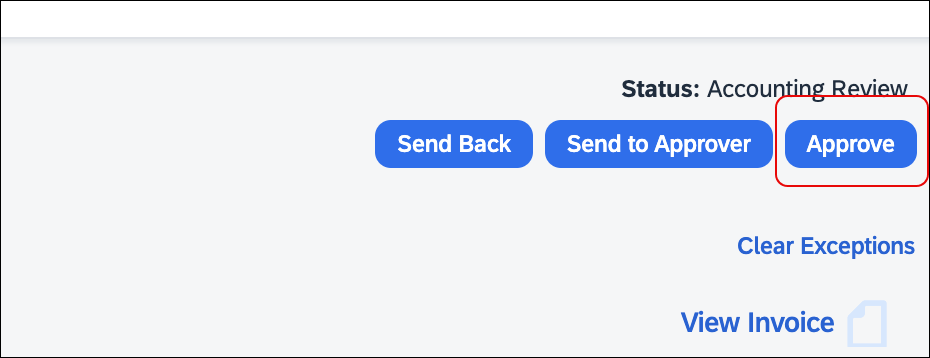 Status: Accounting Review
Send Back Send to Approver Approve
Clear Exceptions
View Invoice